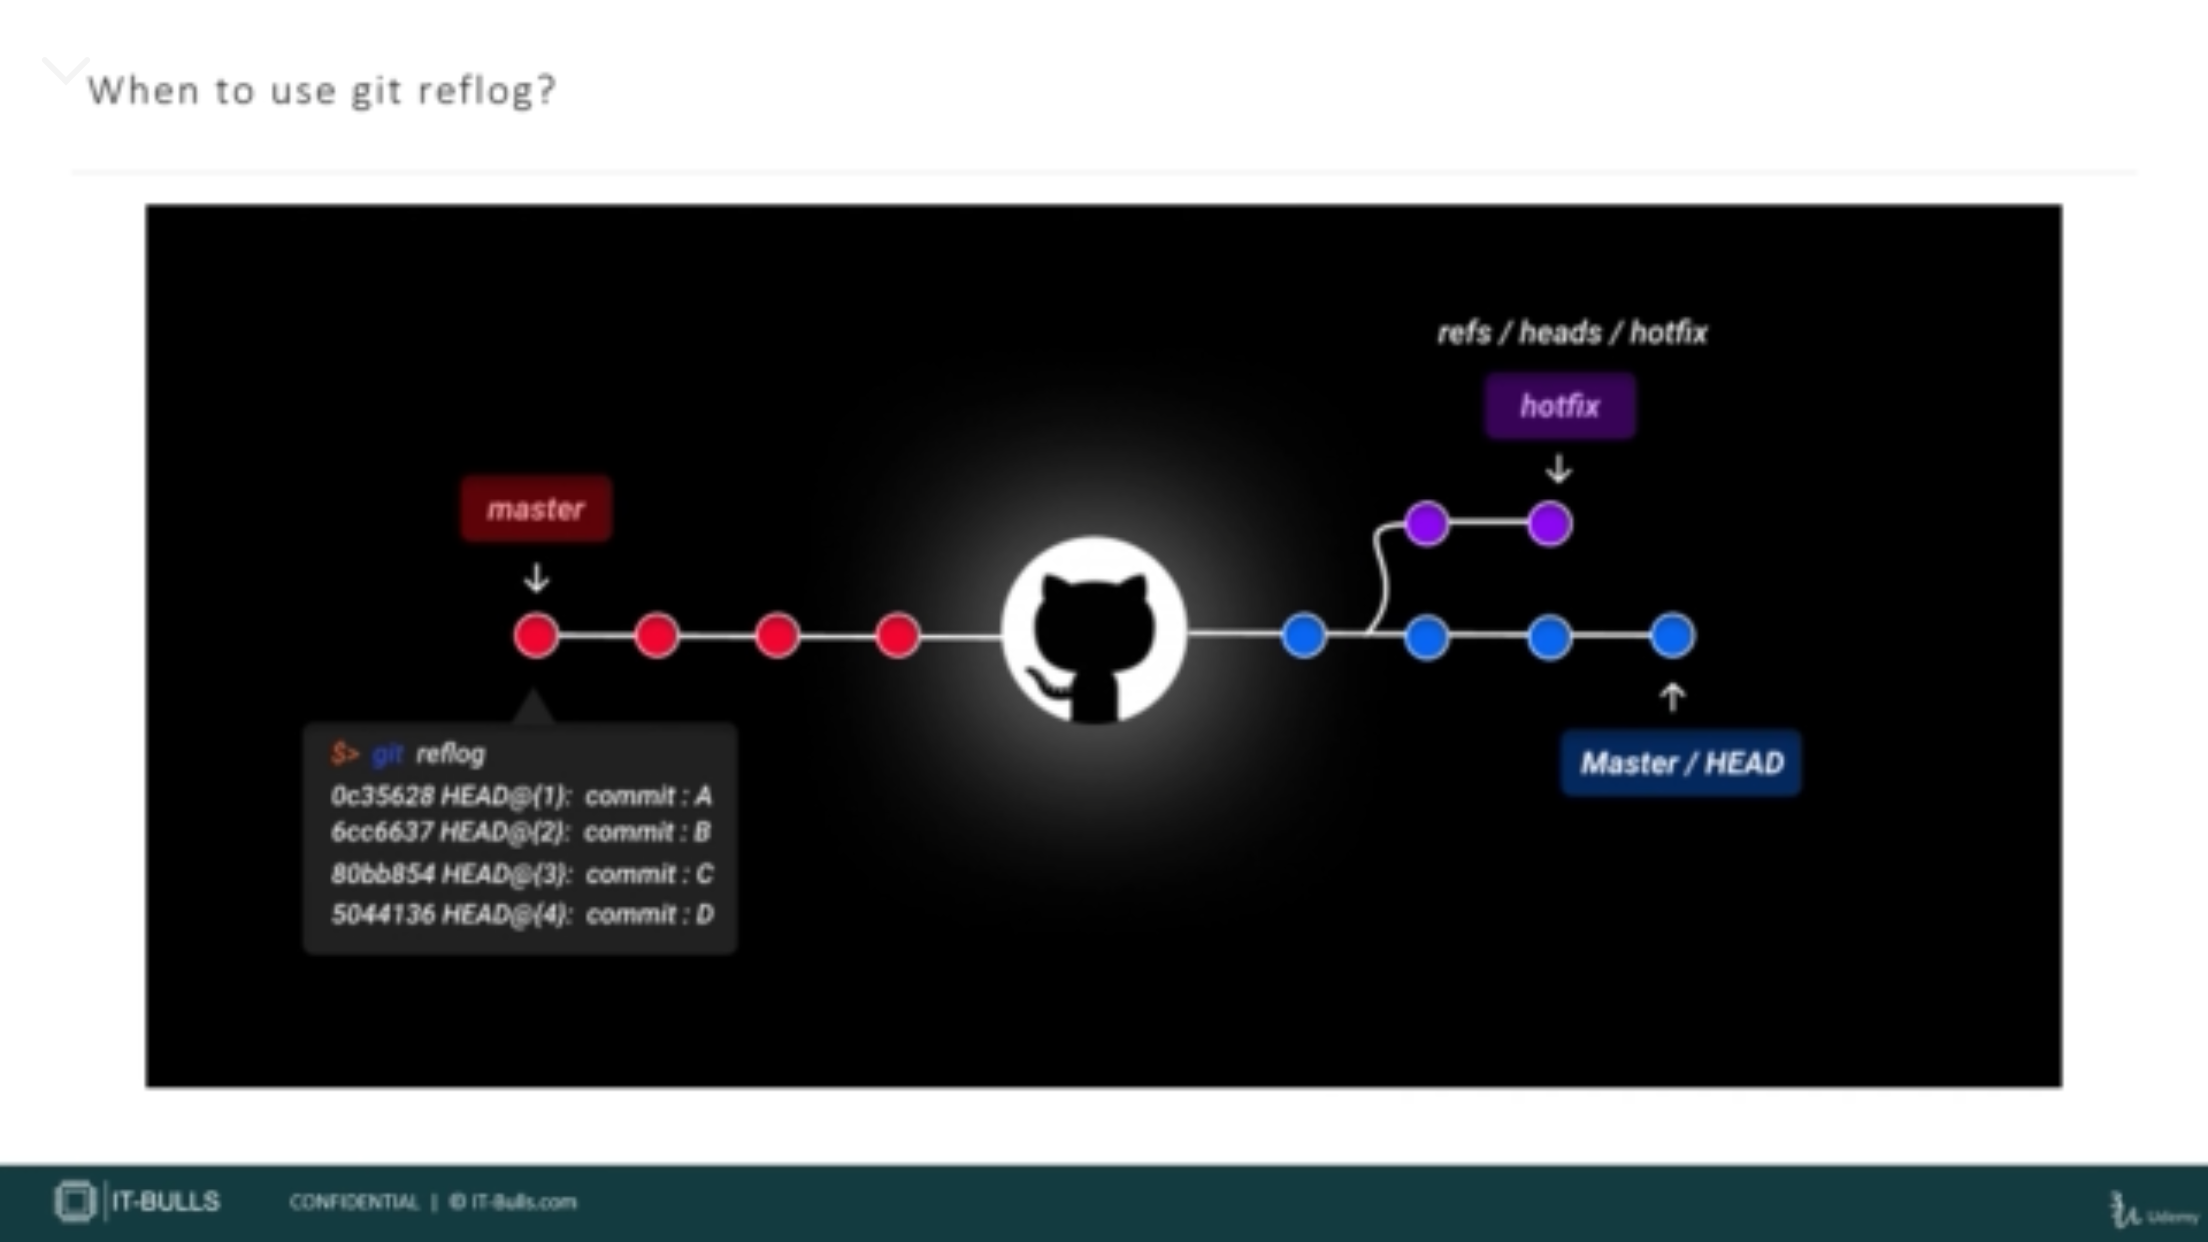 When to use git reflog?
refs / heads / hotfix
hotfix
master
$> git reflog
0c35628 HEAD@{1}: commit : A
6cc6637 HEAD@{2}: commit : B
80bb854 HEAD@{3}: commit : C
5044136 HEAD@{4}: commit : D
Master / HEAD
IT-BULLS CONFIDENTIAL | © IT-Bulls.com
Udemy